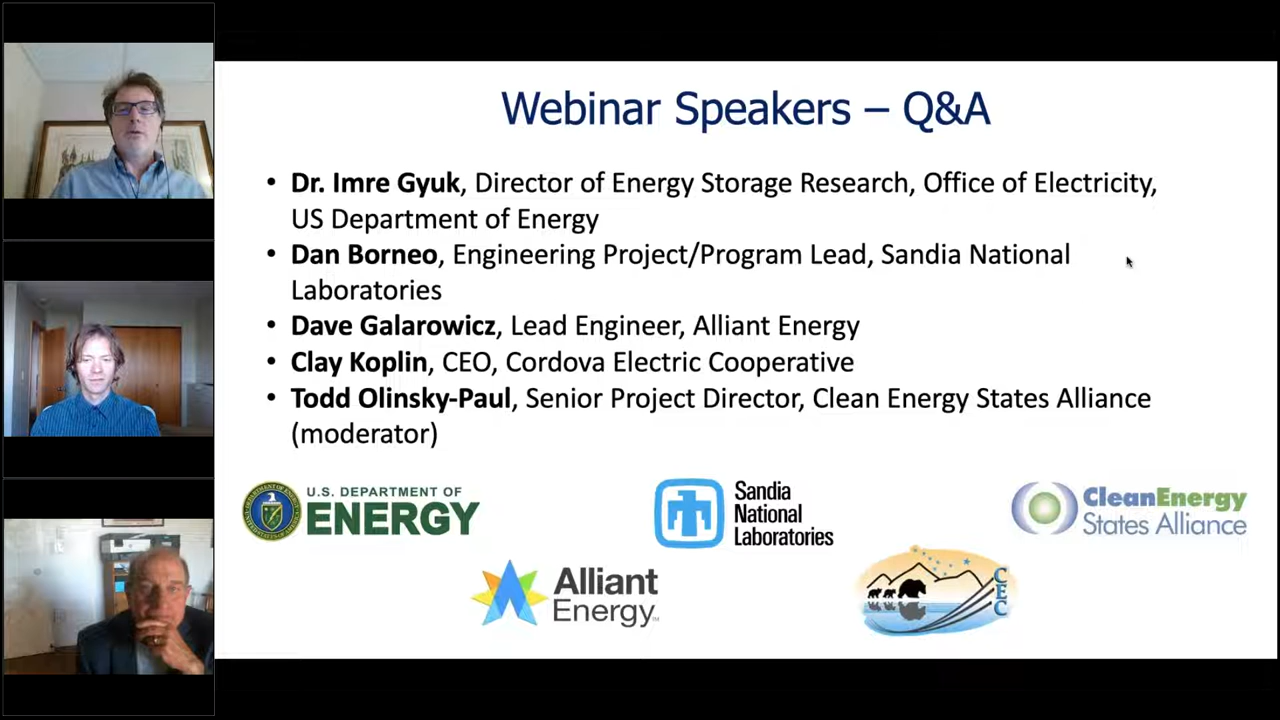 Webinar Speakers – Q&A
• Dr. Imre Gyuk, Director of Energy Storage Research, Office of Electricity,
US Department of Energy
• Dan Borneo, Engineering Project/Program Lead, Sandia National
Laboratories
• Dave Galarowicz, Lead Engineer, Alliant Energy
• Clay Koplin, CEO, Cordova Electric Cooperative
• Todd Olinsky-Paul, Senior Project Director, Clean Energy States Alliance
(moderator)
U.S. DEPARTMENT OF
ENERGY
Sandia
National
Laboratories
CleanEnergy
States Alliance
Alliant
Energy™
CEC